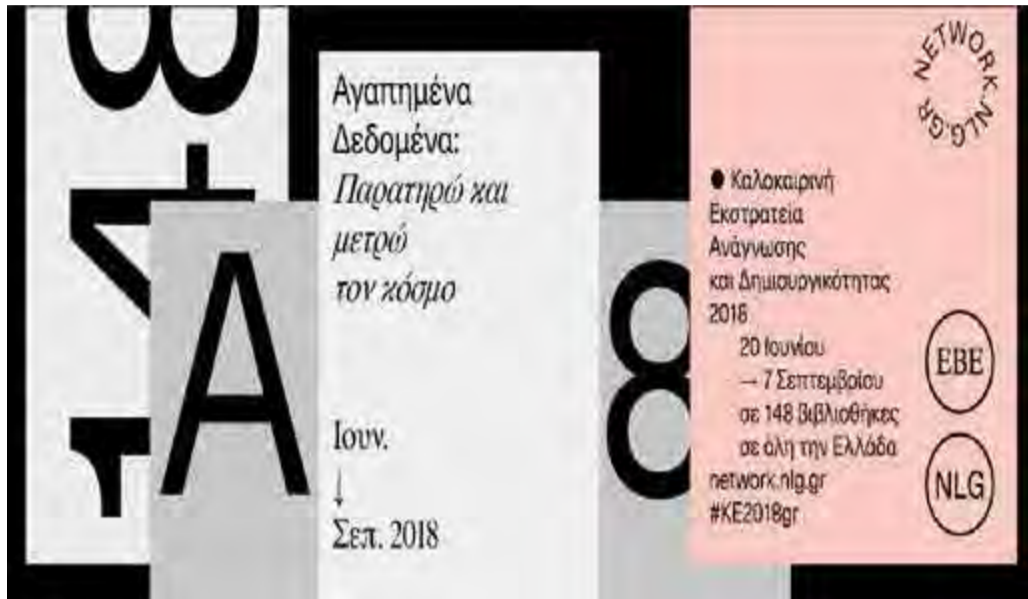 148
A
8
Αγαπημένα
Δεδομένα:
Παρατηρώ και
μετρώ
τον κόσμο
Ιουν.
↓
Σεπ. 2018
NETWORK.NLG.GR
● Καλοκαιρινή
Εκστρατεία
Ανάγνωσης
και Δημιουργικότητας
2018
20 Ιουνίου
→ 7 Σεπτεμβρίου
σε 148 βιβλιοθήκες
σε όλη την Ελλάδα
network.nlg.gr
#KE2018gr
EBE
NLG